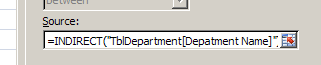 between
Source:
=INDIRECT("TblDepartment[Depatment Name]"